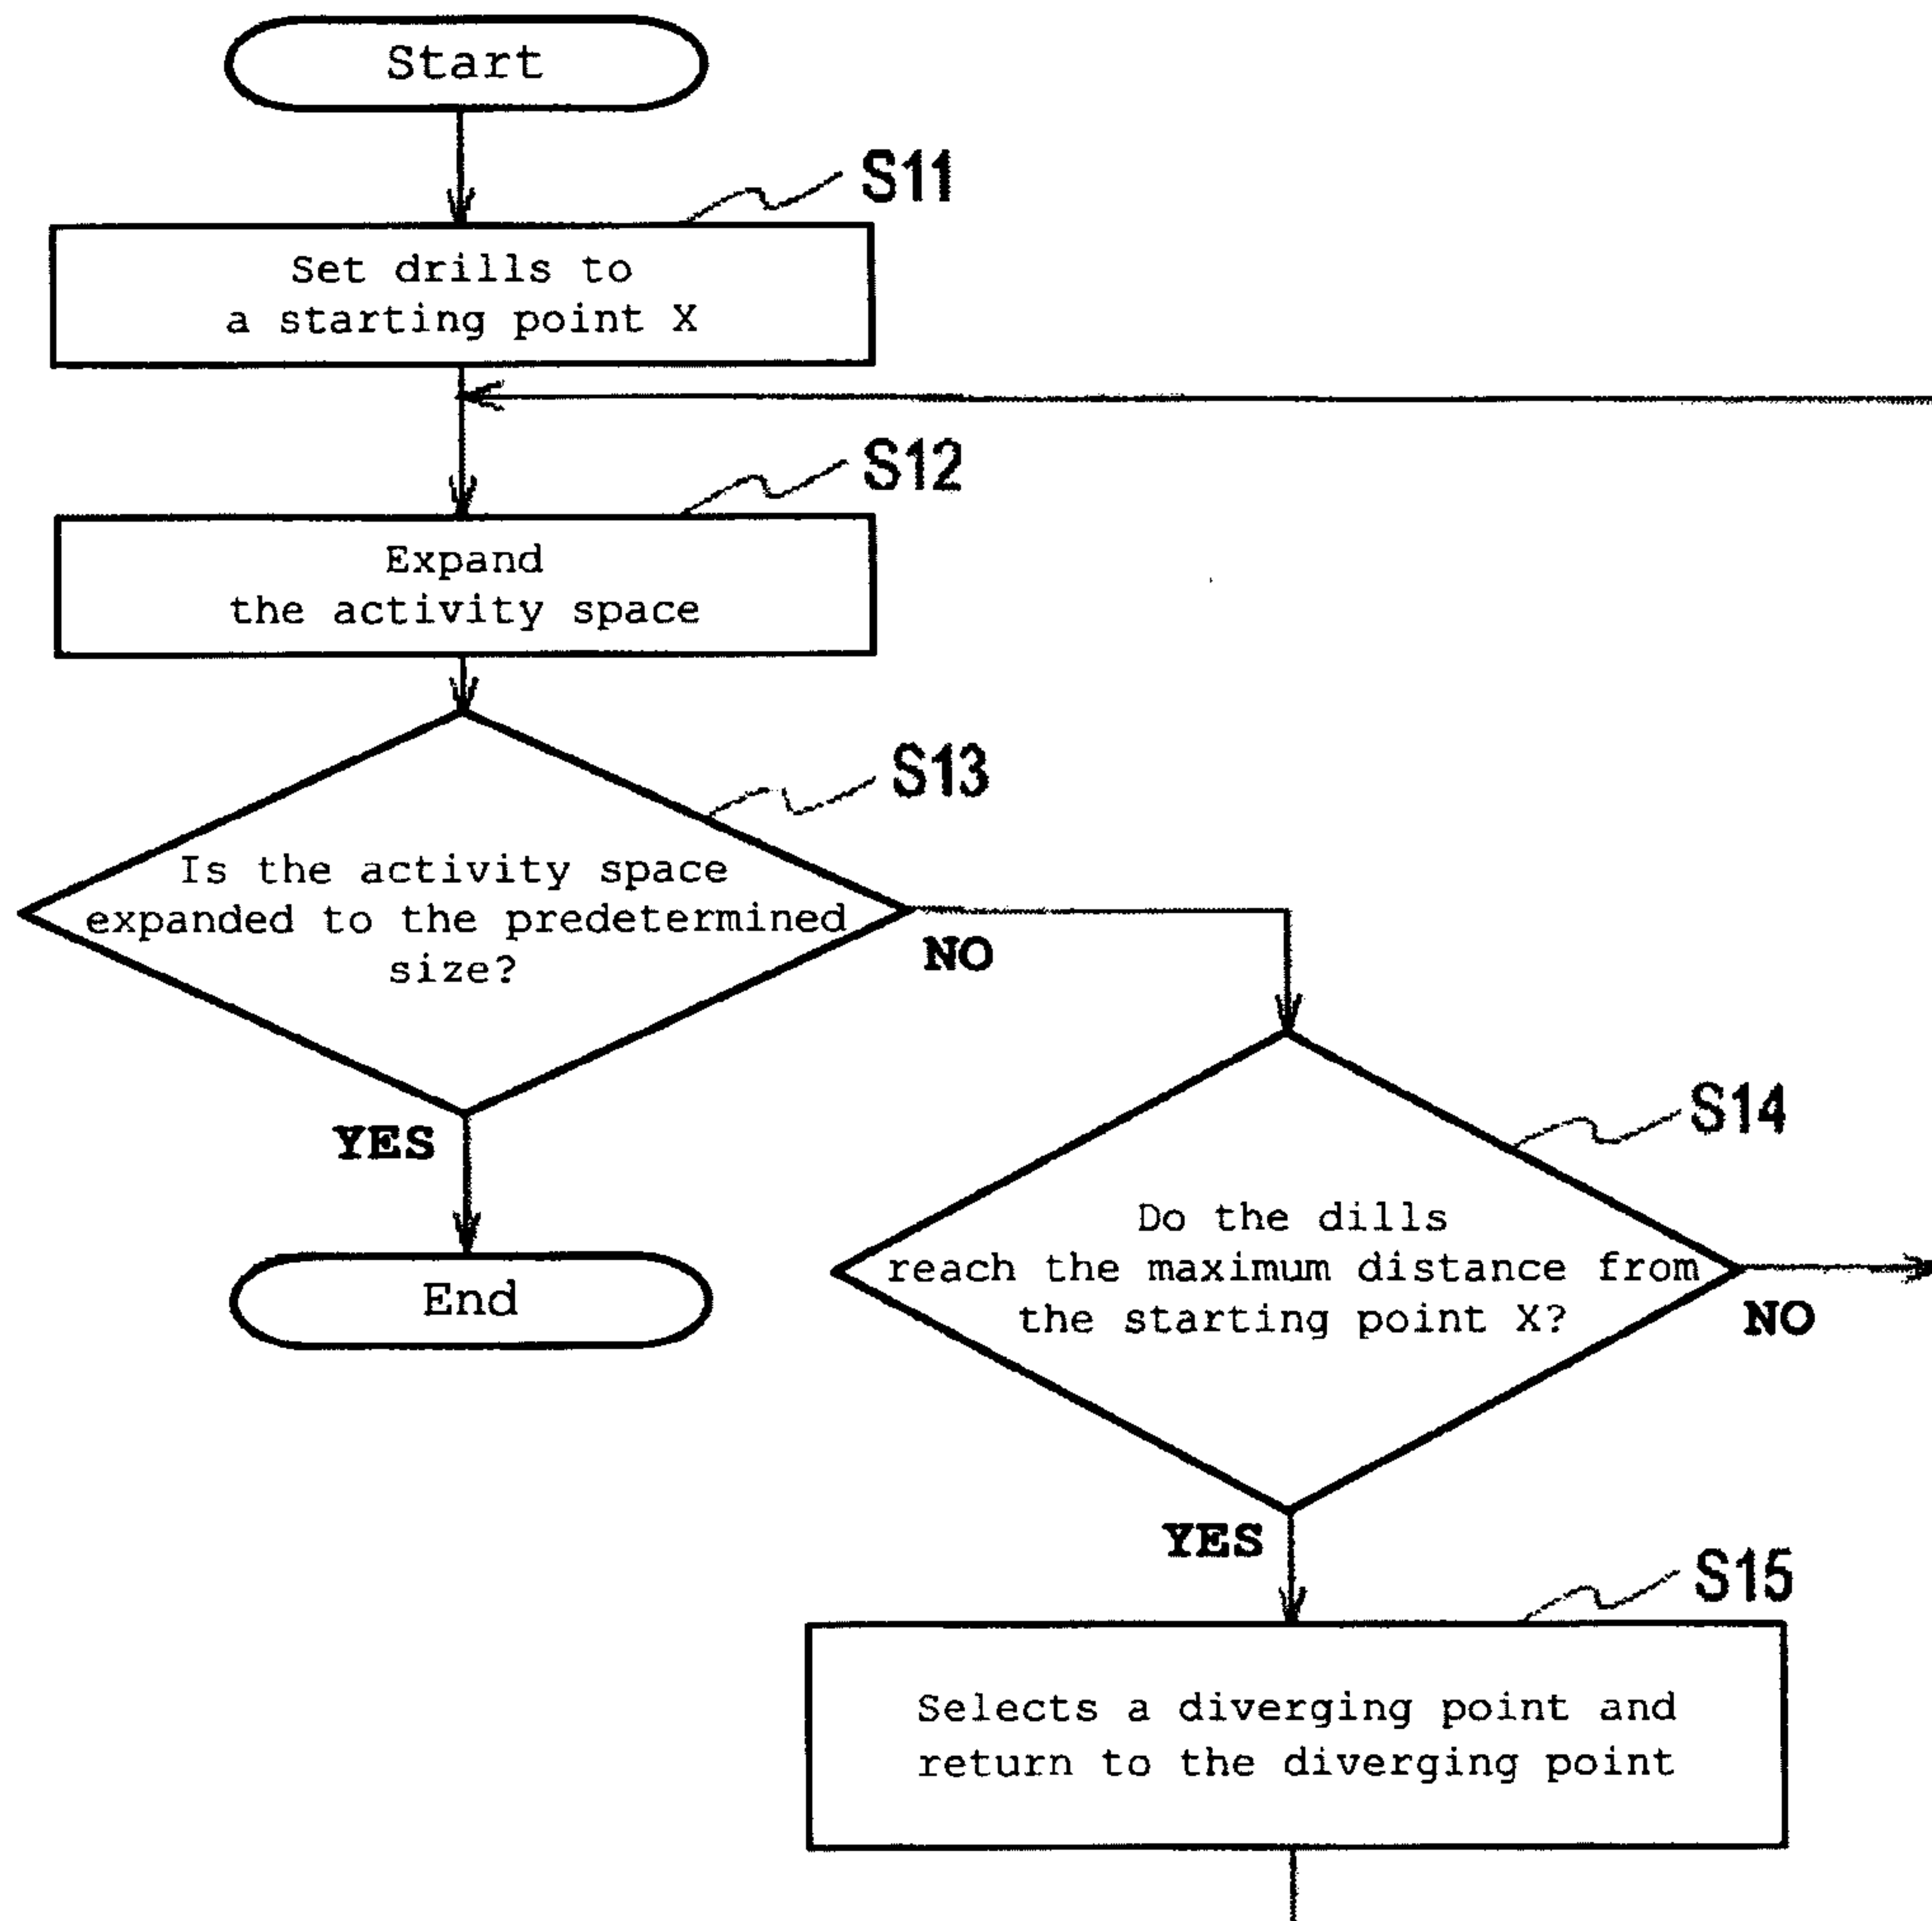 Start
S11
Set drills to
a starting point X
S12
Expand
the activity space
S13
Is the activity space
expanded to the predetermined
size?
NO
YES
End
S14
Do the dills
reach the maximum distance from
the starting point X?
NO
YES
S15
Selects a diverging point and
return to the diverging point